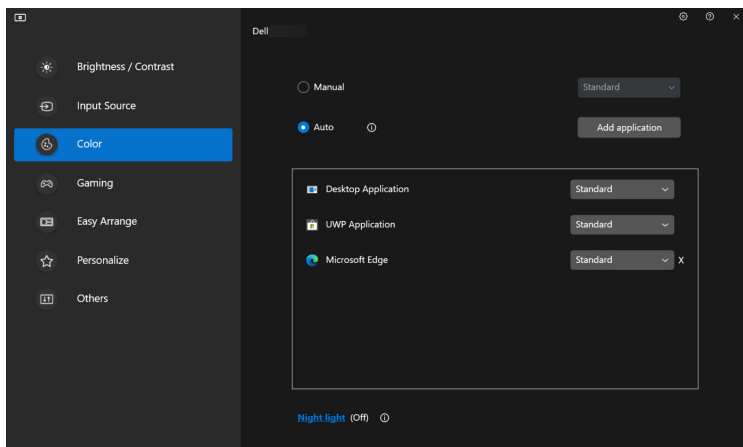 Dell
Brightness / Contrast
Input Source
Color
Gaming
Easy Arrange
Personalize
Others
Manual
Standard
Auto
Add application
Desktop Application
Standard
UWP Application
Standard
Microsoft Edge
Standard
X
Night light (Off)